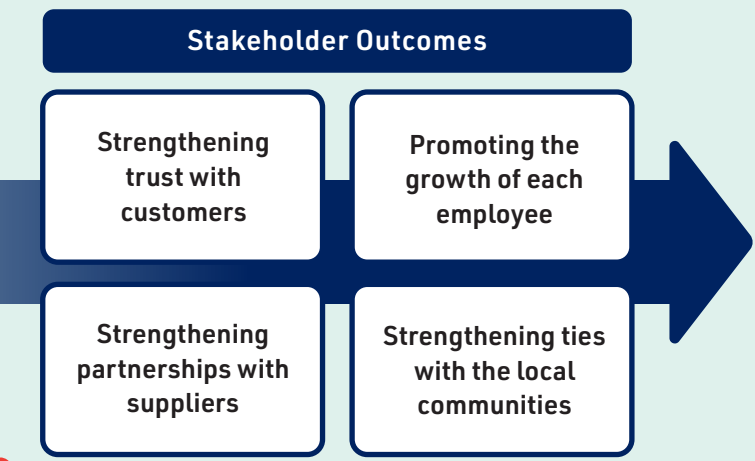 Stakeholder Outcomes
Strengthening
trust with
customers
Promoting the
growth of each
employee
Strengthening
partnerships with
suppliers
Strengthening ties
with the local
communities